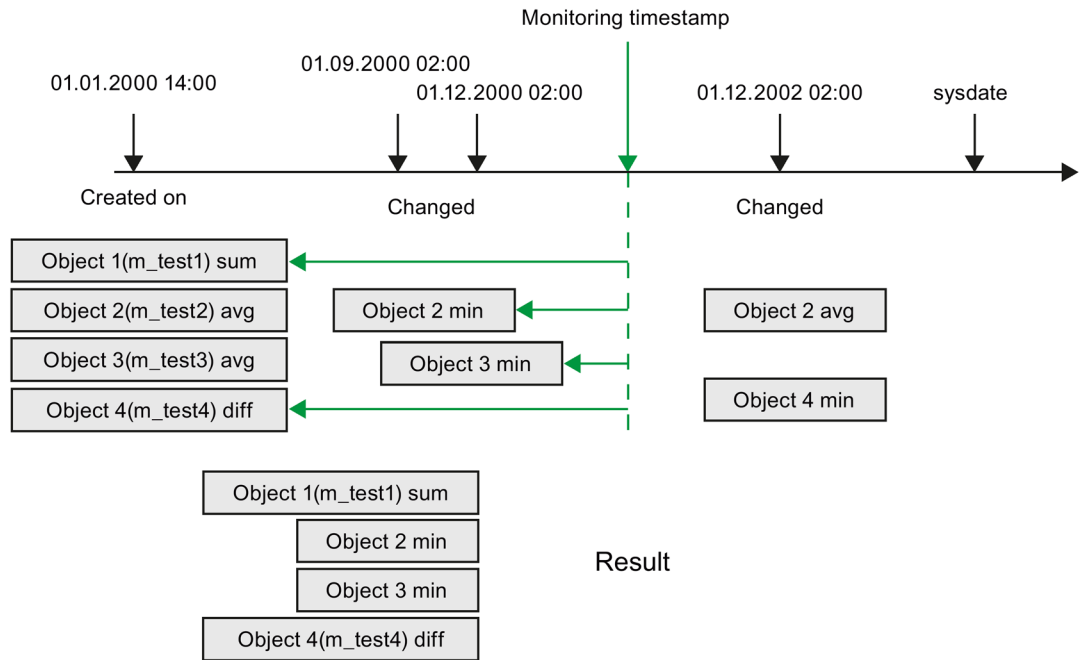 Monitoring timestamp
01.09.2000 02:00
01.01.2000 14:00
01.12.2000 02:00
01.12.2002 02:00
sysdate
Created on
Changed
Changed
Object 1(m_test1) sum
Object 2(m_test2) avg
Object 2 min
Object 2 avg
Object 3(m_test3) avg
Object 3 min
Object 4(m_test4) diff
Object 4 min
Object 1(m_test1) sum
Object 2 min
Result
Object 3 min
Object 4(m_test4) diff